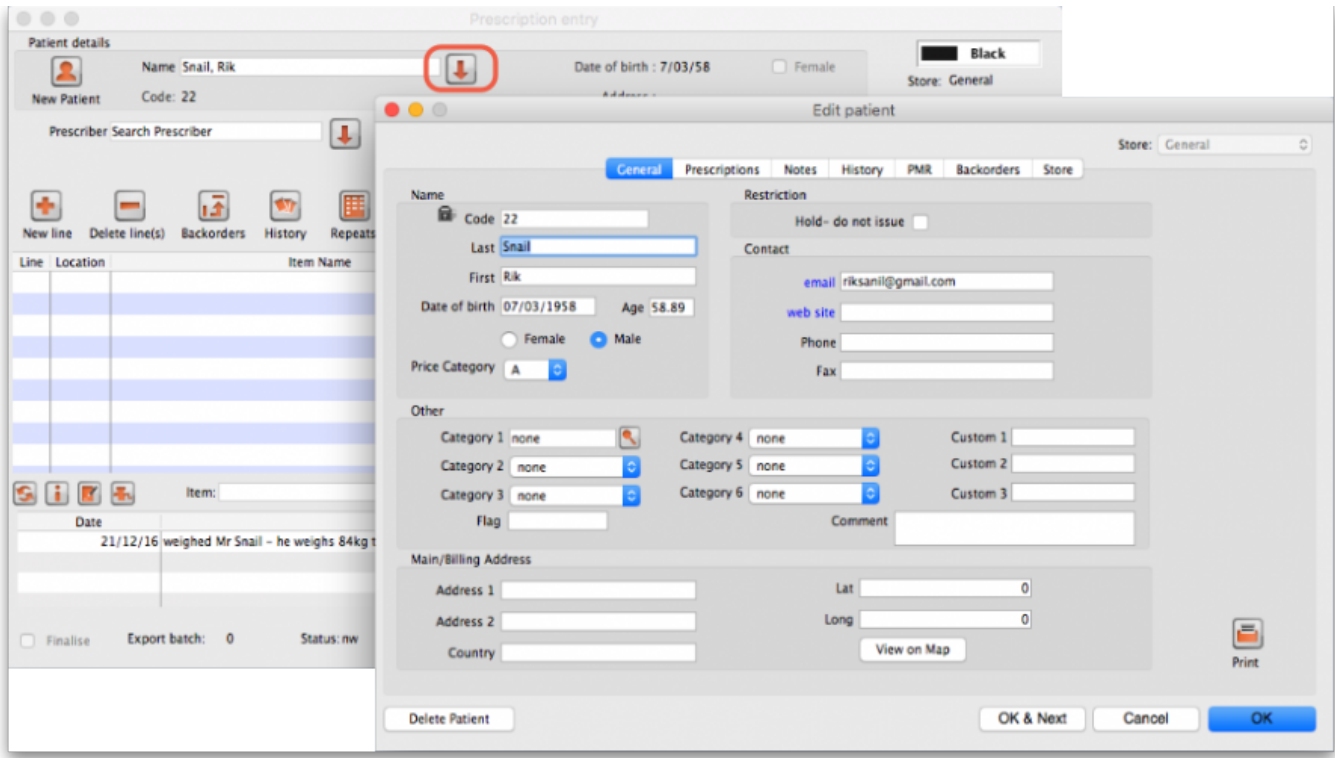 Prescription entry
Patient details
Name Snail, Rik
Date of birth : 7/03/58
Female
Black
New Patient
Code: 22
Store: General
Prescriber Search Prescriber
New line Delete line(s) Backorders History Repeats
Line Location Item Name
Item:
Date
21/12/16 weighed Mr Snail - he weighs 84kg
Finalise Export batch: 0 Status: nw
Edit patient
Store: General
General Prescriptions Notes History PMR Backorders Store
Name
Code 22
Last Snail
First Rik
Date of birth 07/03/1958 Age 58.89
Female Male
Price Category A
Restriction
Hold- do not issue
Contact
email riksanil@gmail.com
web site
Phone
Fax
Other
Category 1 none Category 4 none Custom 1
Category 2 none Category 5 none Custom 2
Category 3 none Category 6 none Custom 3
Flag Comment
Main/Billing Address
Address 1 Lat 0
Address 2 Long 0
Country View on Map
Print
Delete Patient OK & Next Cancel OK